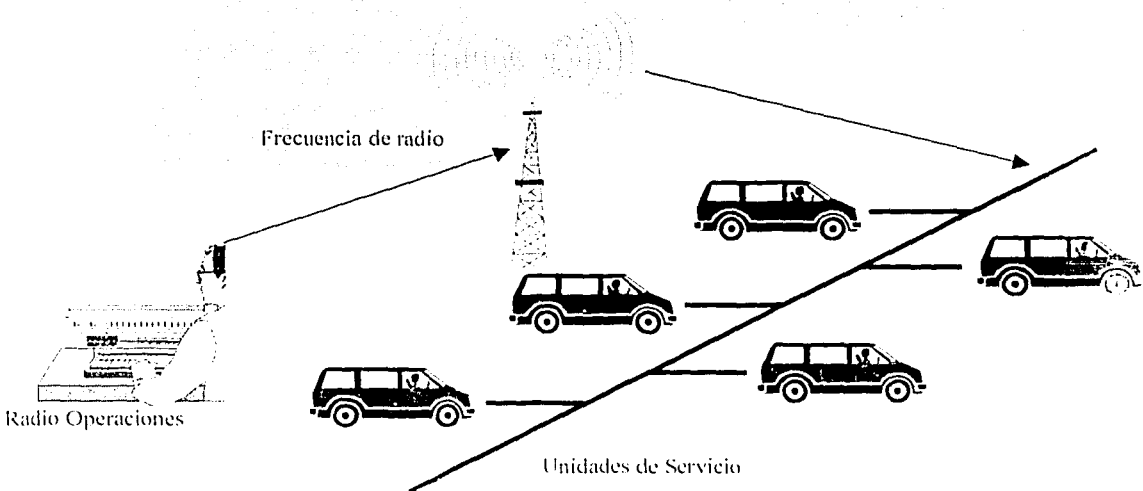 Frecuencia de radio
Radio Operaciones
Unidades de Servicio